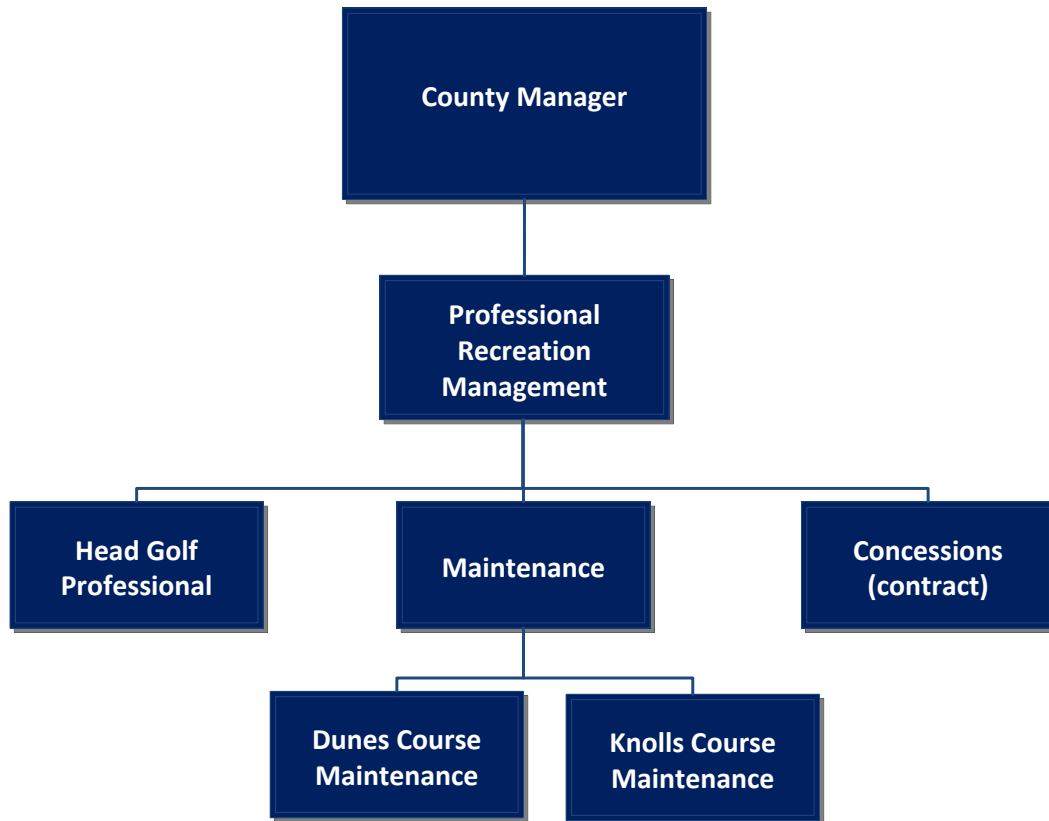 County Manager
Professional
Recreation
Management
Head Golf
Professional
Maintenance
Concessions
(contract)
Dunes Course
Maintenance
Knolls Course
Maintenance